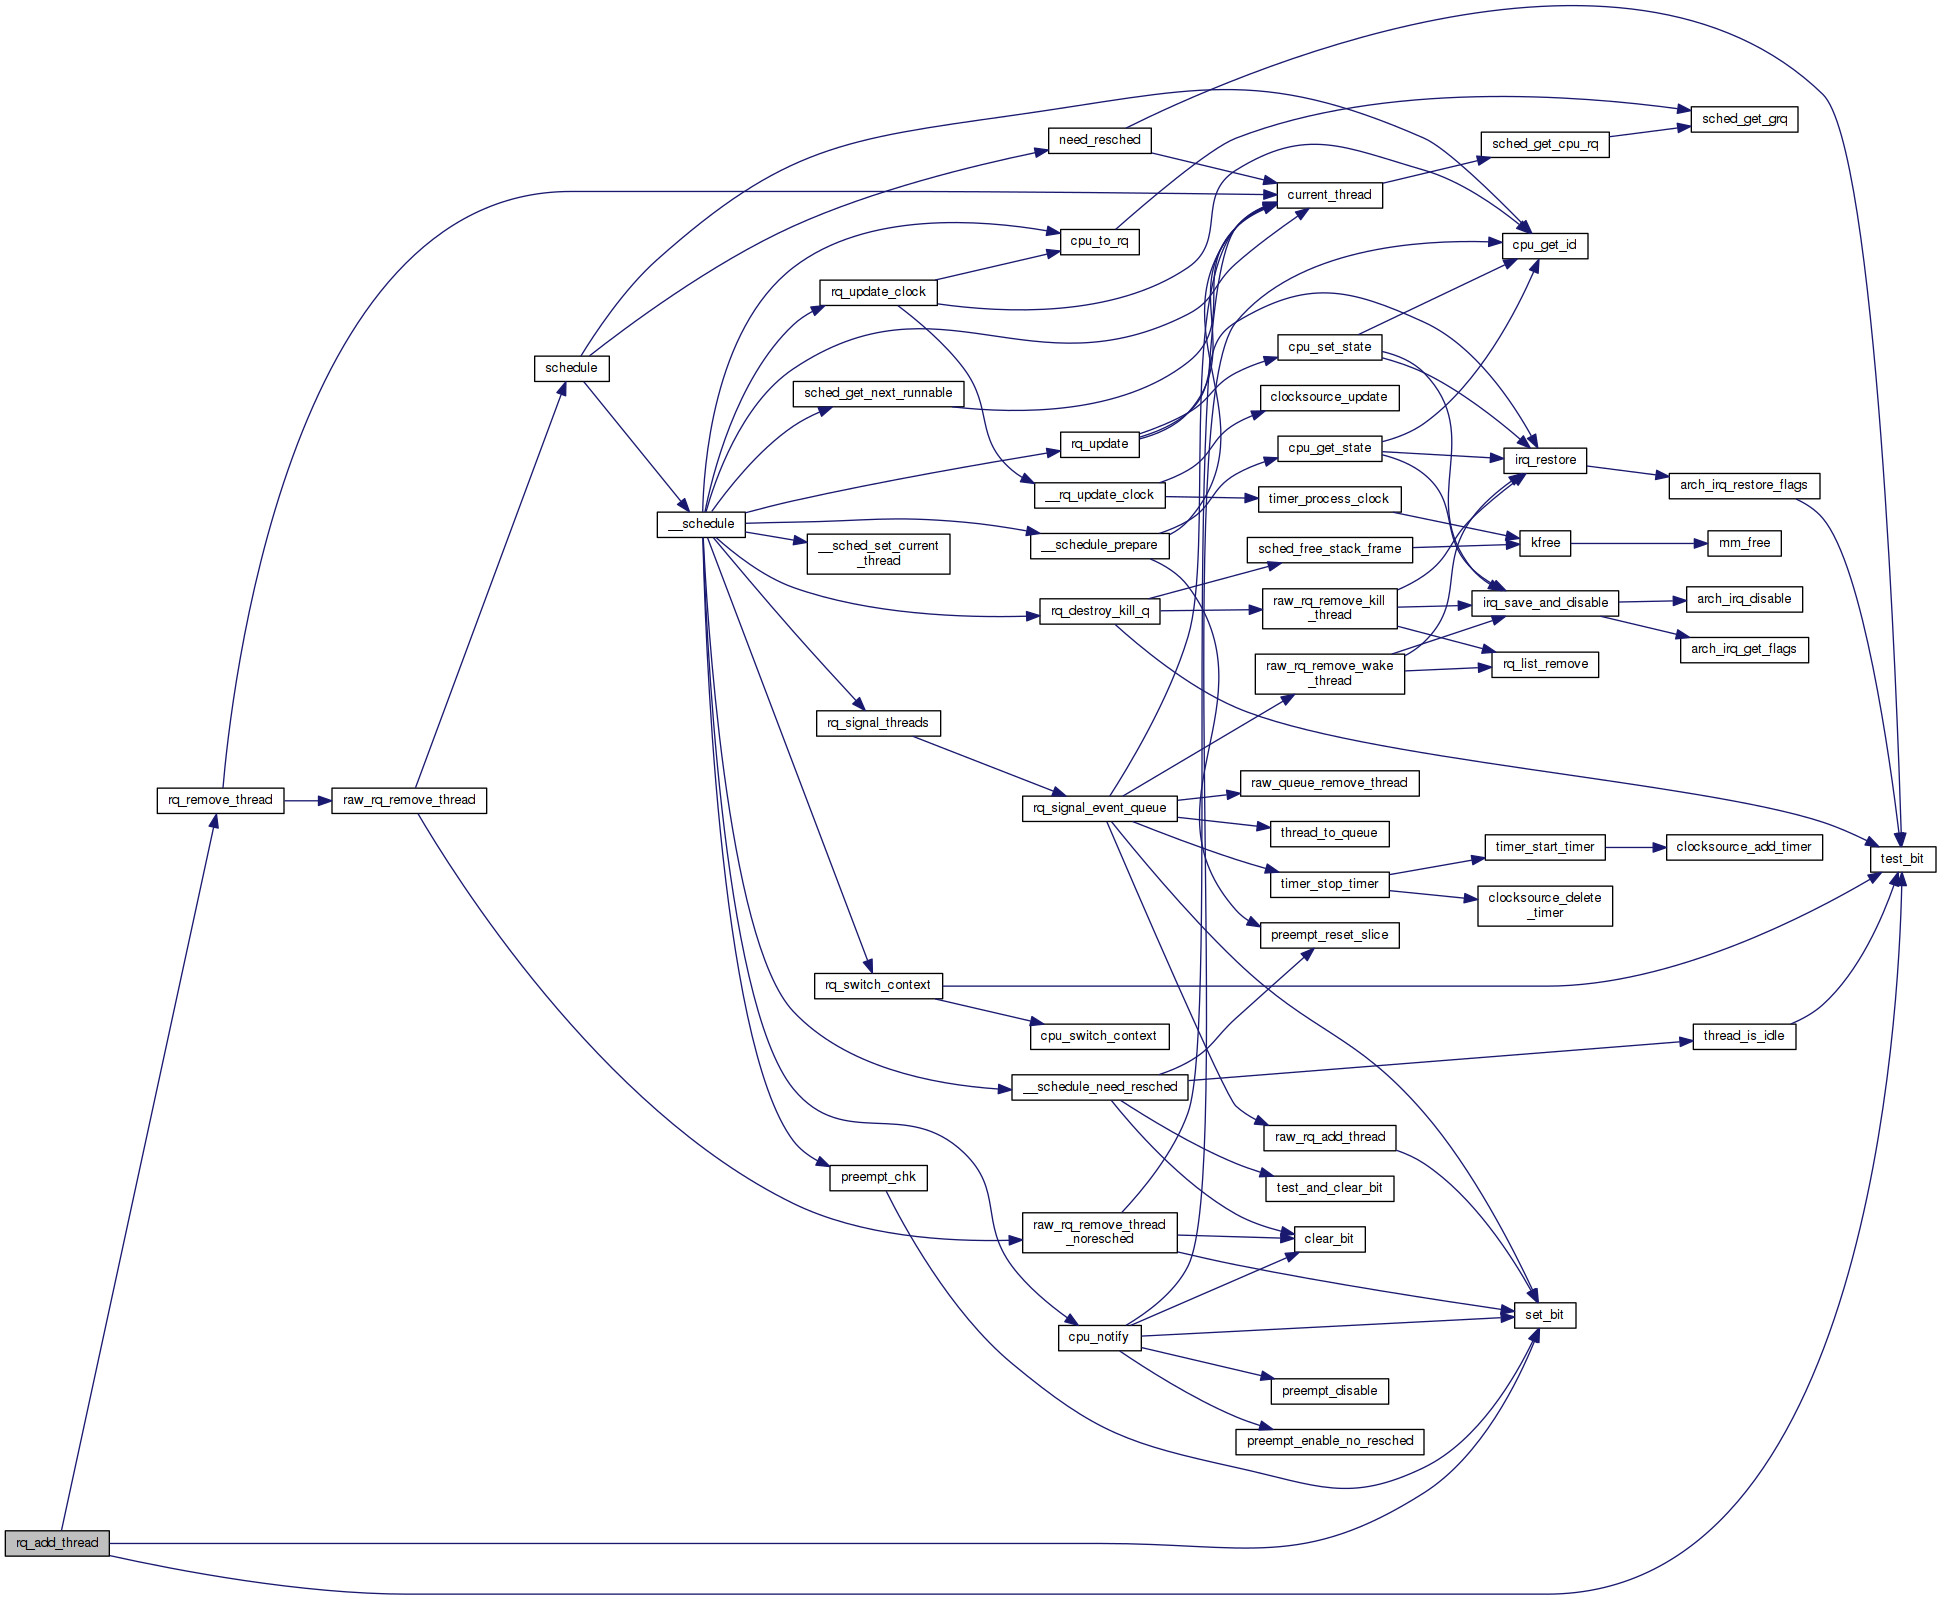 sched_get_grq
need_resched
sched_get_cpu_rq
current_thread
cpu_to_rq
cpu_get_id
rq_update_clock
cpu_set_state
schedule
sched_get_next_runnable
clocksource_update
rq_update
cpu_get_state
irq_restore
arch_irq_restore_flags
__rq_update_clock
timer_process_clock
__schedule
__schedule_prepare
kfree
mm_free
__sched_set_current
_thread
sched_free_stack_frame
rq_destroy_kill_q
raw_rq_remove_kill
_thread
irq_save_and_disable
arch_irq_disable
arch_irq_get_flags
raw_rq_remove_wake
_thread
rq_list_remove
rq_signal_threads
raw_queue_remove_thread
rq_remove_thread
raw_rq_remove_thread
rq_signal_event_queue
thread_to_queue
timer_start_timer
clocksource_add_timer
test_bit
timer_stop_timer
clocksource_delete
_timer
preempt_reset_slice
rq_switch_context
cpu_switch_context
thread_is_idle
__schedule_need_resched
raw_rq_add_thread
preempt_chk
test_and_clear_bit
raw_rq_remove_thread
_noresched
clear_bit
set_bit
cpu_notify
preempt_disable
preempt_enable_no_resched
rq_add_thread